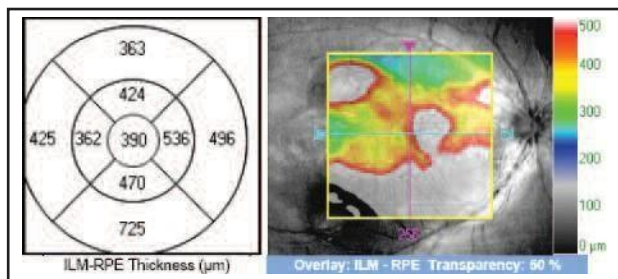 363
424
425 362 390 536 496
470
725
ILM-RPE Thickness (µm)
256
Overlay: ILM - RPE Transparency: 50 %
500
400
300
200
100
0 µm